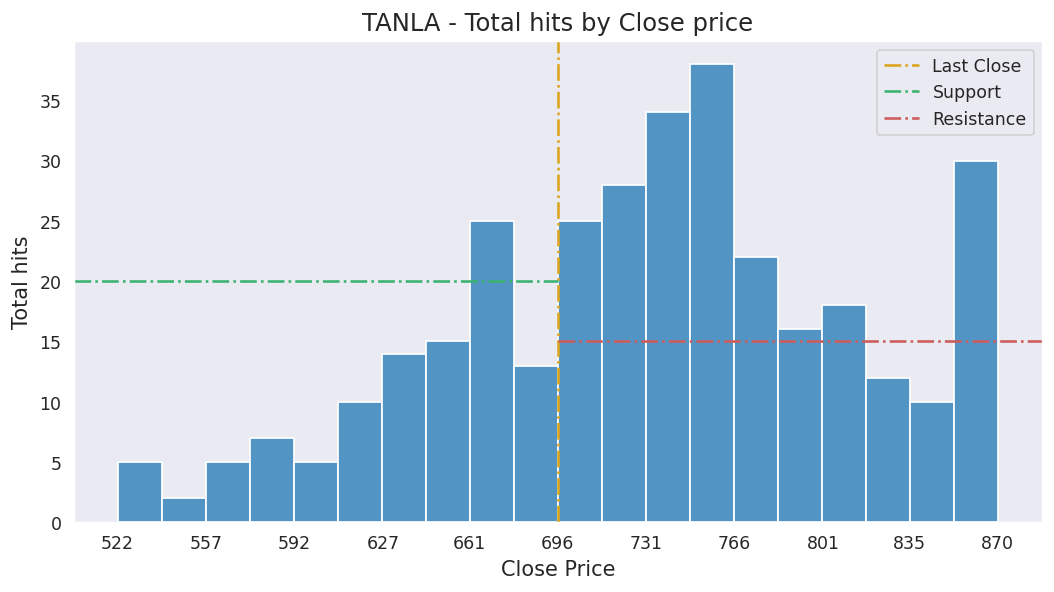 TANLA - Total hits by Close price
Last Close
Support
Resistance
Total hits
35
30
25
20
15
10
5
0
522 557 592 627 661 696 731 766 801 835 870
Close Price